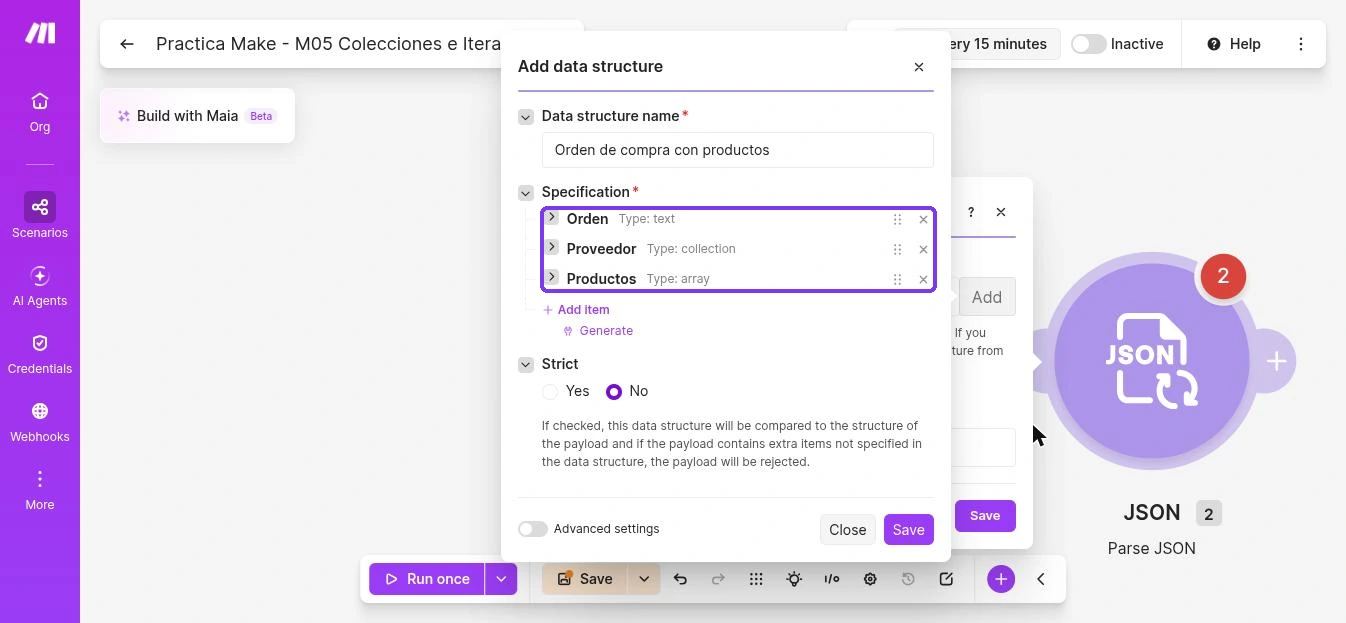 Practica Make - M05 Colecciones e Itera
ery 15 minutes
Inactive
Help
Build with Maia Beta
Org
Scenarios
AI Agents
Credentials
Webhooks
More
Add data structure
Data structure name*
Orden de compra con productos
Specification*
Orden Type: text
Proveedor Type: collection
Productos Type: array
+ Add item
Generate
Strict
Yes No
If checked, this data structure will be compared to the structure of
the payload and if the payload contains extra items not specified in
the data structure, the payload will be rejected.
Advanced settings
Close
Save
?
Add
If you
ture from
Save
2
JSON
JSON 2
Parse JSON
Run once
Save